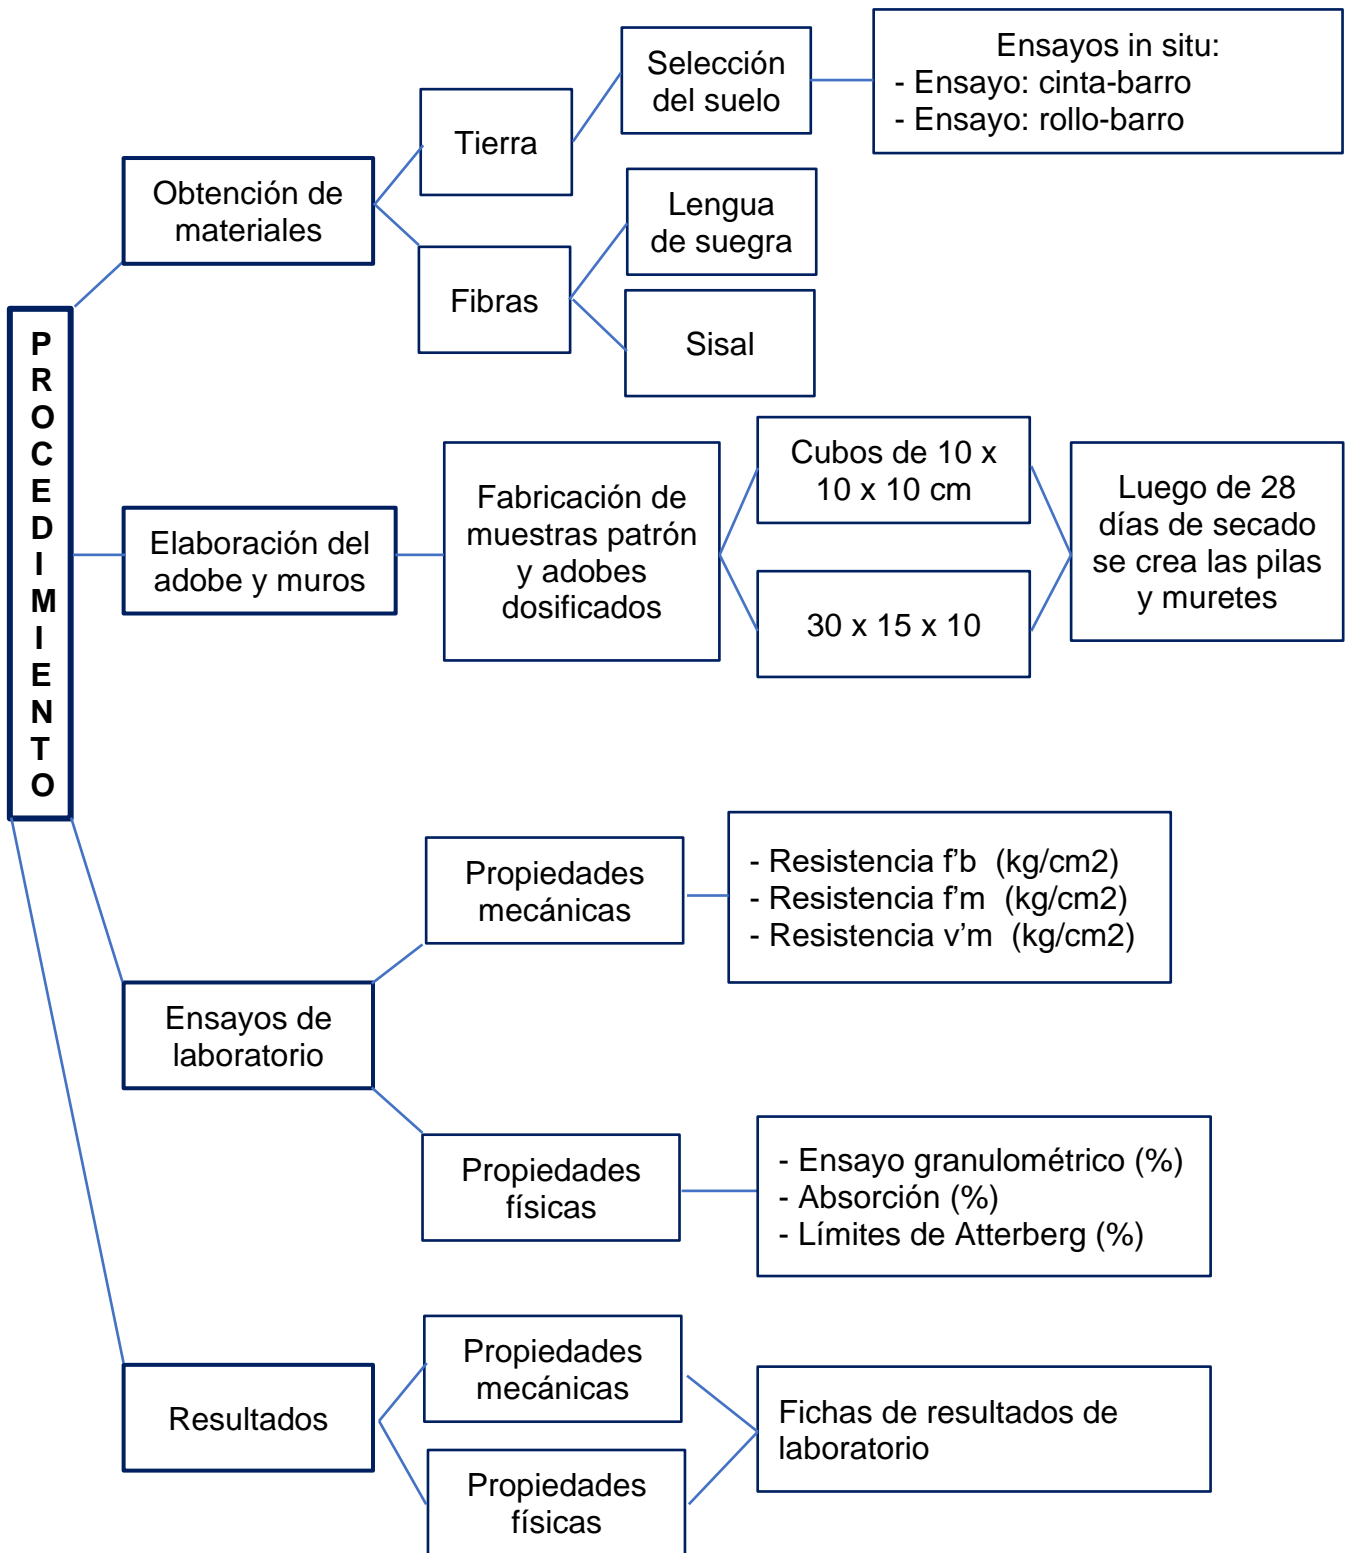 Selección
del suelo
Ensayos in situ:
- Ensayo: cinta-barro
- Ensayo: rollo-barro
Tierra
Obtención de
materiales
Lengua
de suegra
Fibras
Sisal
P
R
O
C
E
D
I
M
I
E
N
T
O
Elaboración del
adobe y muros
Fabricación de
muestras patrón
y adobes
dosificados
Cubos de 10 x
10 x 10 cm
30 x 15 x 10
Luego de 28
días de secado
se crea las pilas
y muretes
Ensayos de
laboratorio
Propiedades
mecánicas
- Resistencia f’b  (kg/cm2)
- Resistencia f’m  (kg/cm2)
- Resistencia v’m  (kg/cm2)
Propiedades
físicas
- Ensayo granulométrico (%)
- Absorción (%)
- Límites de Atterberg (%)
Resultados
Propiedades
mecánicas
Propiedades
físicas
Fichas de resultados de
laboratorio